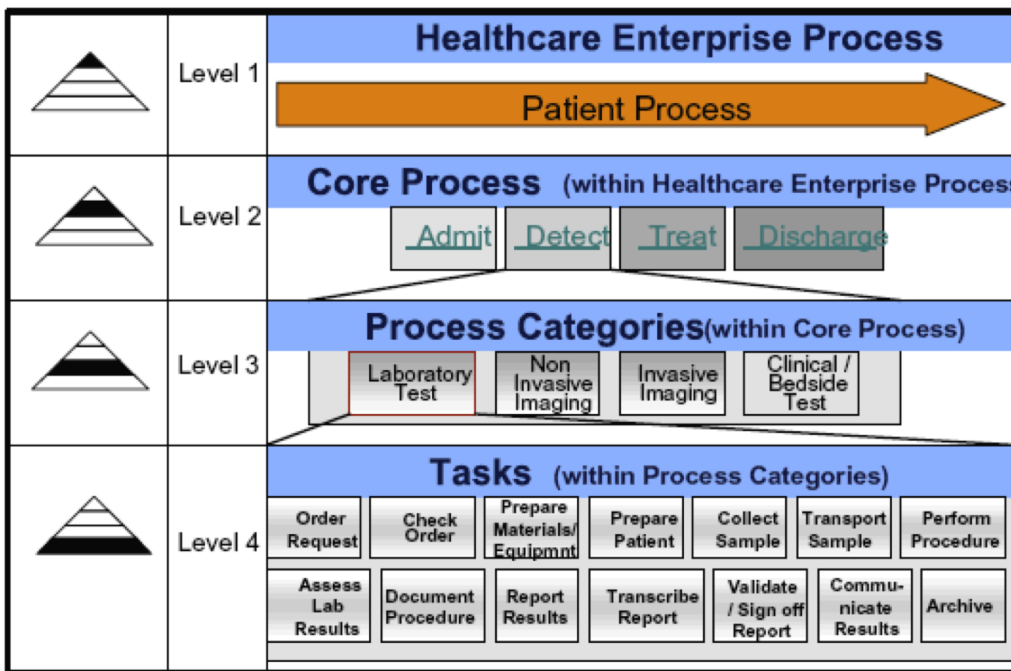 Level 1
Healthcare Enterprise Process
Patient Process
Level 2
Core Process (within Healthcare Enterprise Process
Admit
Detect
Treat
Discharge
Level 3
Process Categories(within Core Process)
Laboratory
Test
Non
Invasive
Imaging
Invasive
Imaging
Clinical /
Bedside
Test
Level 4
Tasks (within Process Categories)
Order
Request
Check
Order
Prepare
Materials/
Equipmnt
Prepare
Patient
Collect
Sample
Transport
Sample
Perform
Procedure
Assess
Lab
Results
Document
Procedure
Report
Results
Transcribe
Report
Validate
/ Sign off
Report
Commu-
nicate
Results
Archive